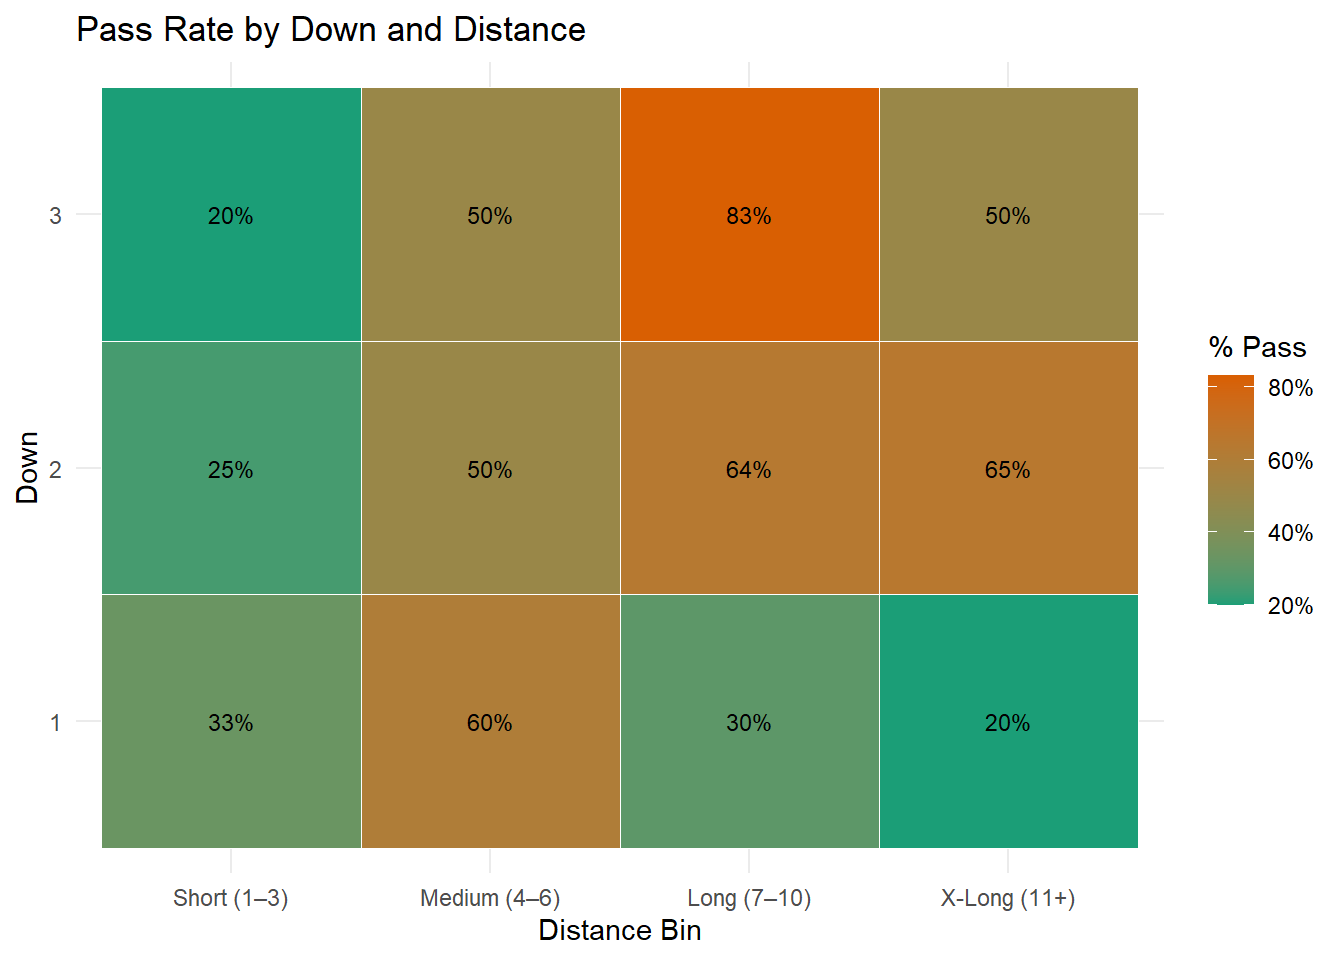 Pass Rate by Down and Distance
3
20%
50%
83%
50%
2
25%
50%
64%
65%
1
33%
60%
30%
20%
Short (1–3)
Medium (4–6)
Long (7–10)
X-Long (11+)
Distance Bin
Down
% Pass
80%
60%
40%
20%